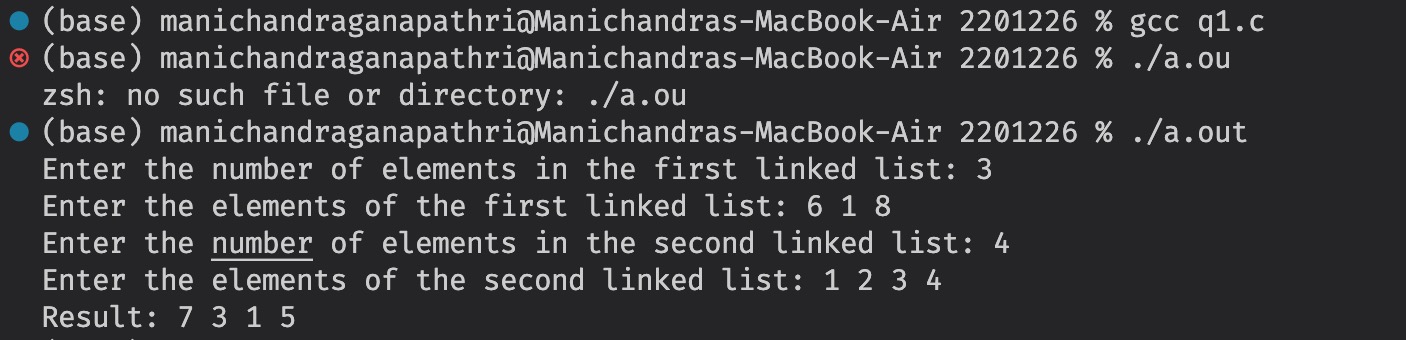 (base) manichandraganapathri@Manichandras-MacBook-Air 2201226 % gcc q1.c
(base) manichandraganapathri@Manichandras-MacBook-Air 2201226 % ./a.ou
zsh: no such file or directory: ./a.ou
(base) manichandraganapathri@Manichandras-MacBook-Air 2201226 % ./a.out
Enter the number of elements in the first linked list: 3
Enter the elements of the first linked list: 6 1 8
Enter the number of elements in the second linked list: 4
Enter the elements of the second linked list: 1 2 3 4
Result: 7 3 1 5